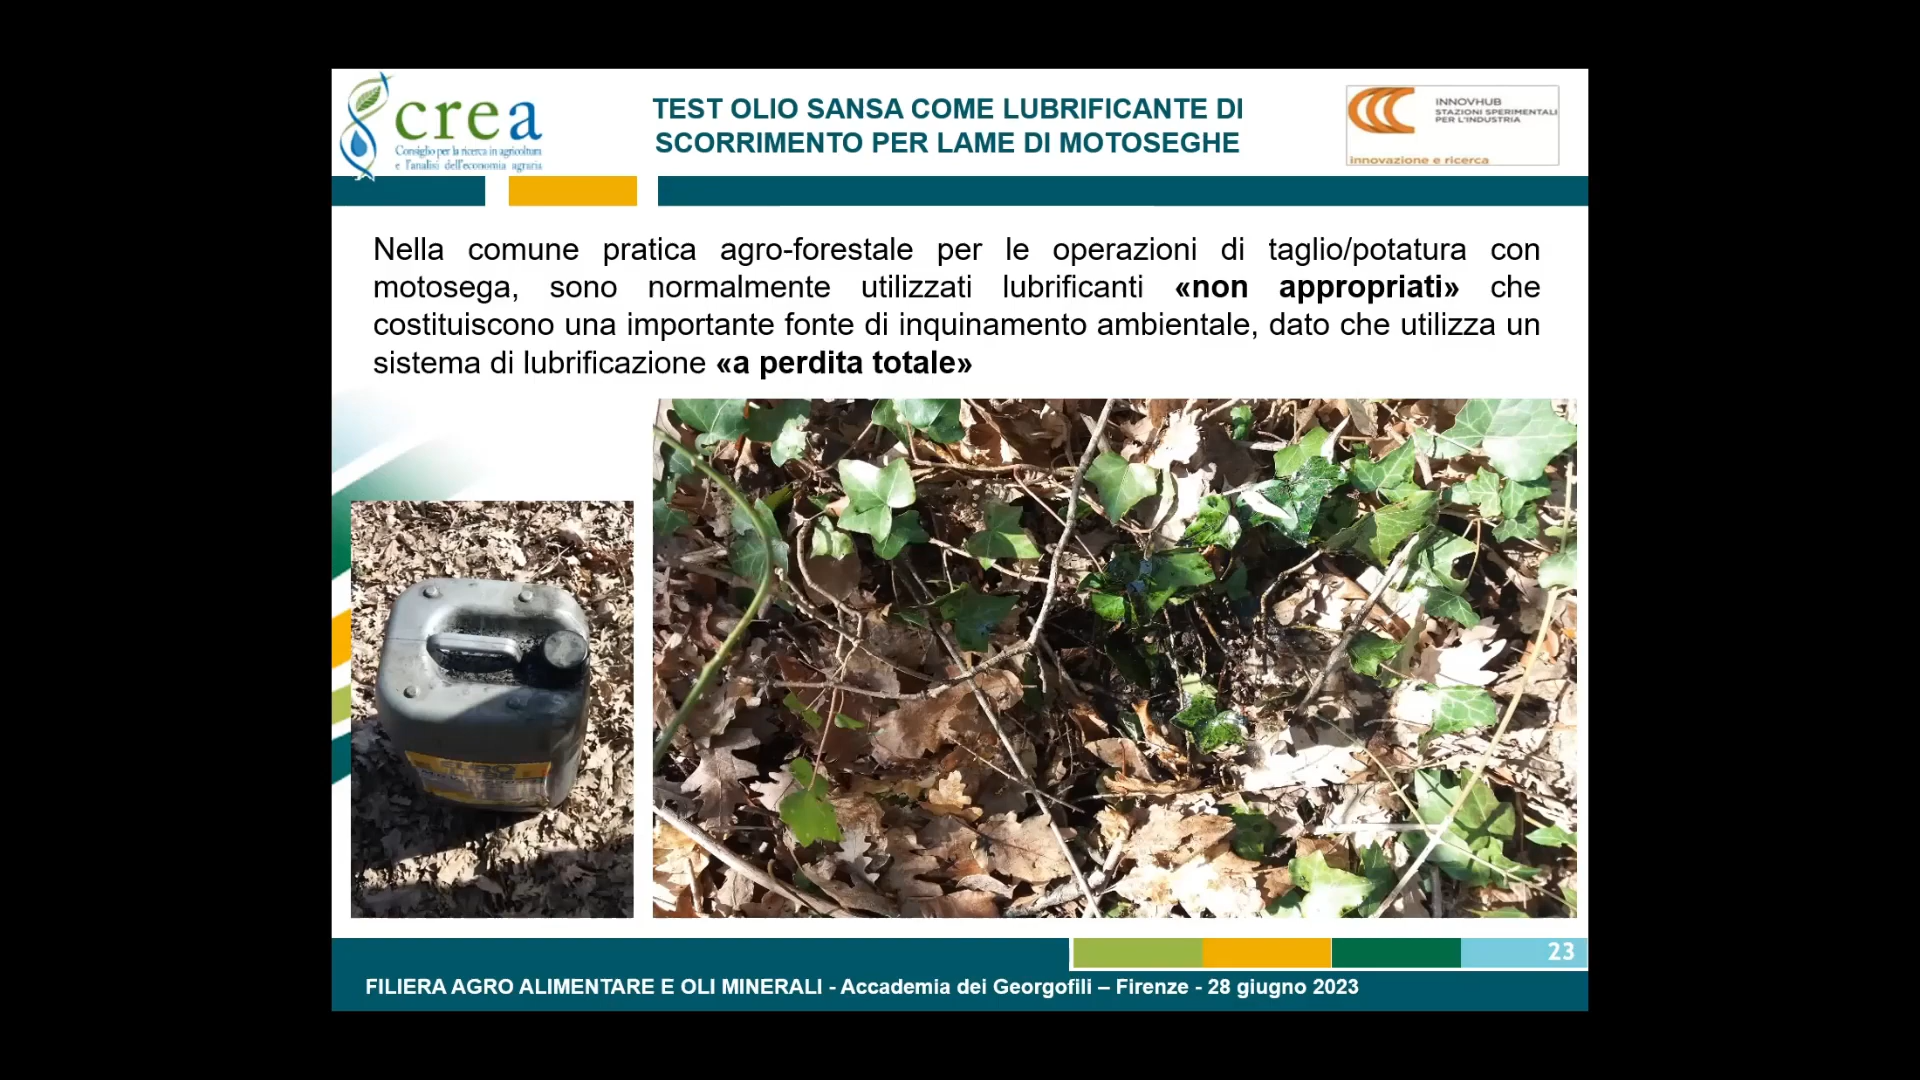 crea
Consiglio per la ricerca in agricoltura
e l'analisi dell'economia agraria
TEST OLIO SANSA COME LUBRIFICANTE DI
SCORRIMENTO PER LAME DI MOTOSEGHE
INNOVHUB
STAZIONI SPERIMENTALI
PER L'INDUSTRIA
innovazione e ricerca
Nella comune pratica agro-forestale per le operazioni di taglio/potatura con
motosega, sono normalmente utilizzati lubrificanti «non appropriati» che
costituiscono una importante fonte di inquinamento ambientale, dato che utilizza un
sistema di lubrificazione «a perdita totale»
23
FILIERA AGRO ALIMENTARE E OLI MINERALI - Accademia dei Georgofili – Firenze - 28 giugno 2023